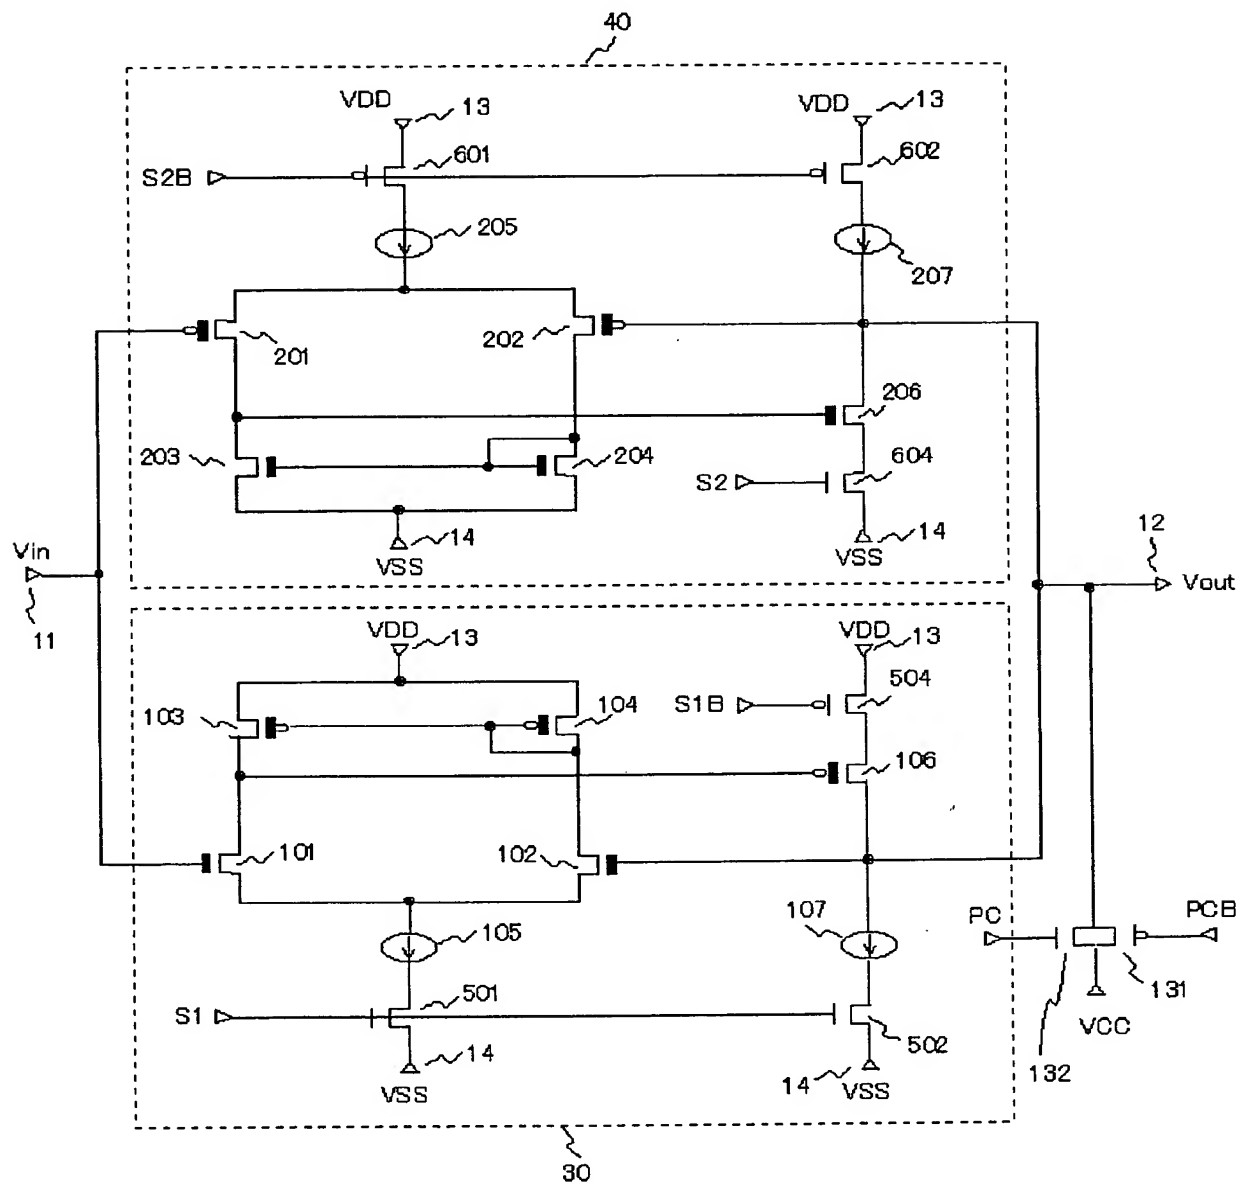 40
VDD 13 VDD 13
601 602
S2B
205
207
201 202
206
203 204
S2 604
14 14
VSS VSS
Vin
12
Vout
11
VDD 13 VDD 13
504
S1B
103 104
106
101 102
107
105
PC PCB
501
S1
131
VCC
502
14
132
VSS 14 VSS
30